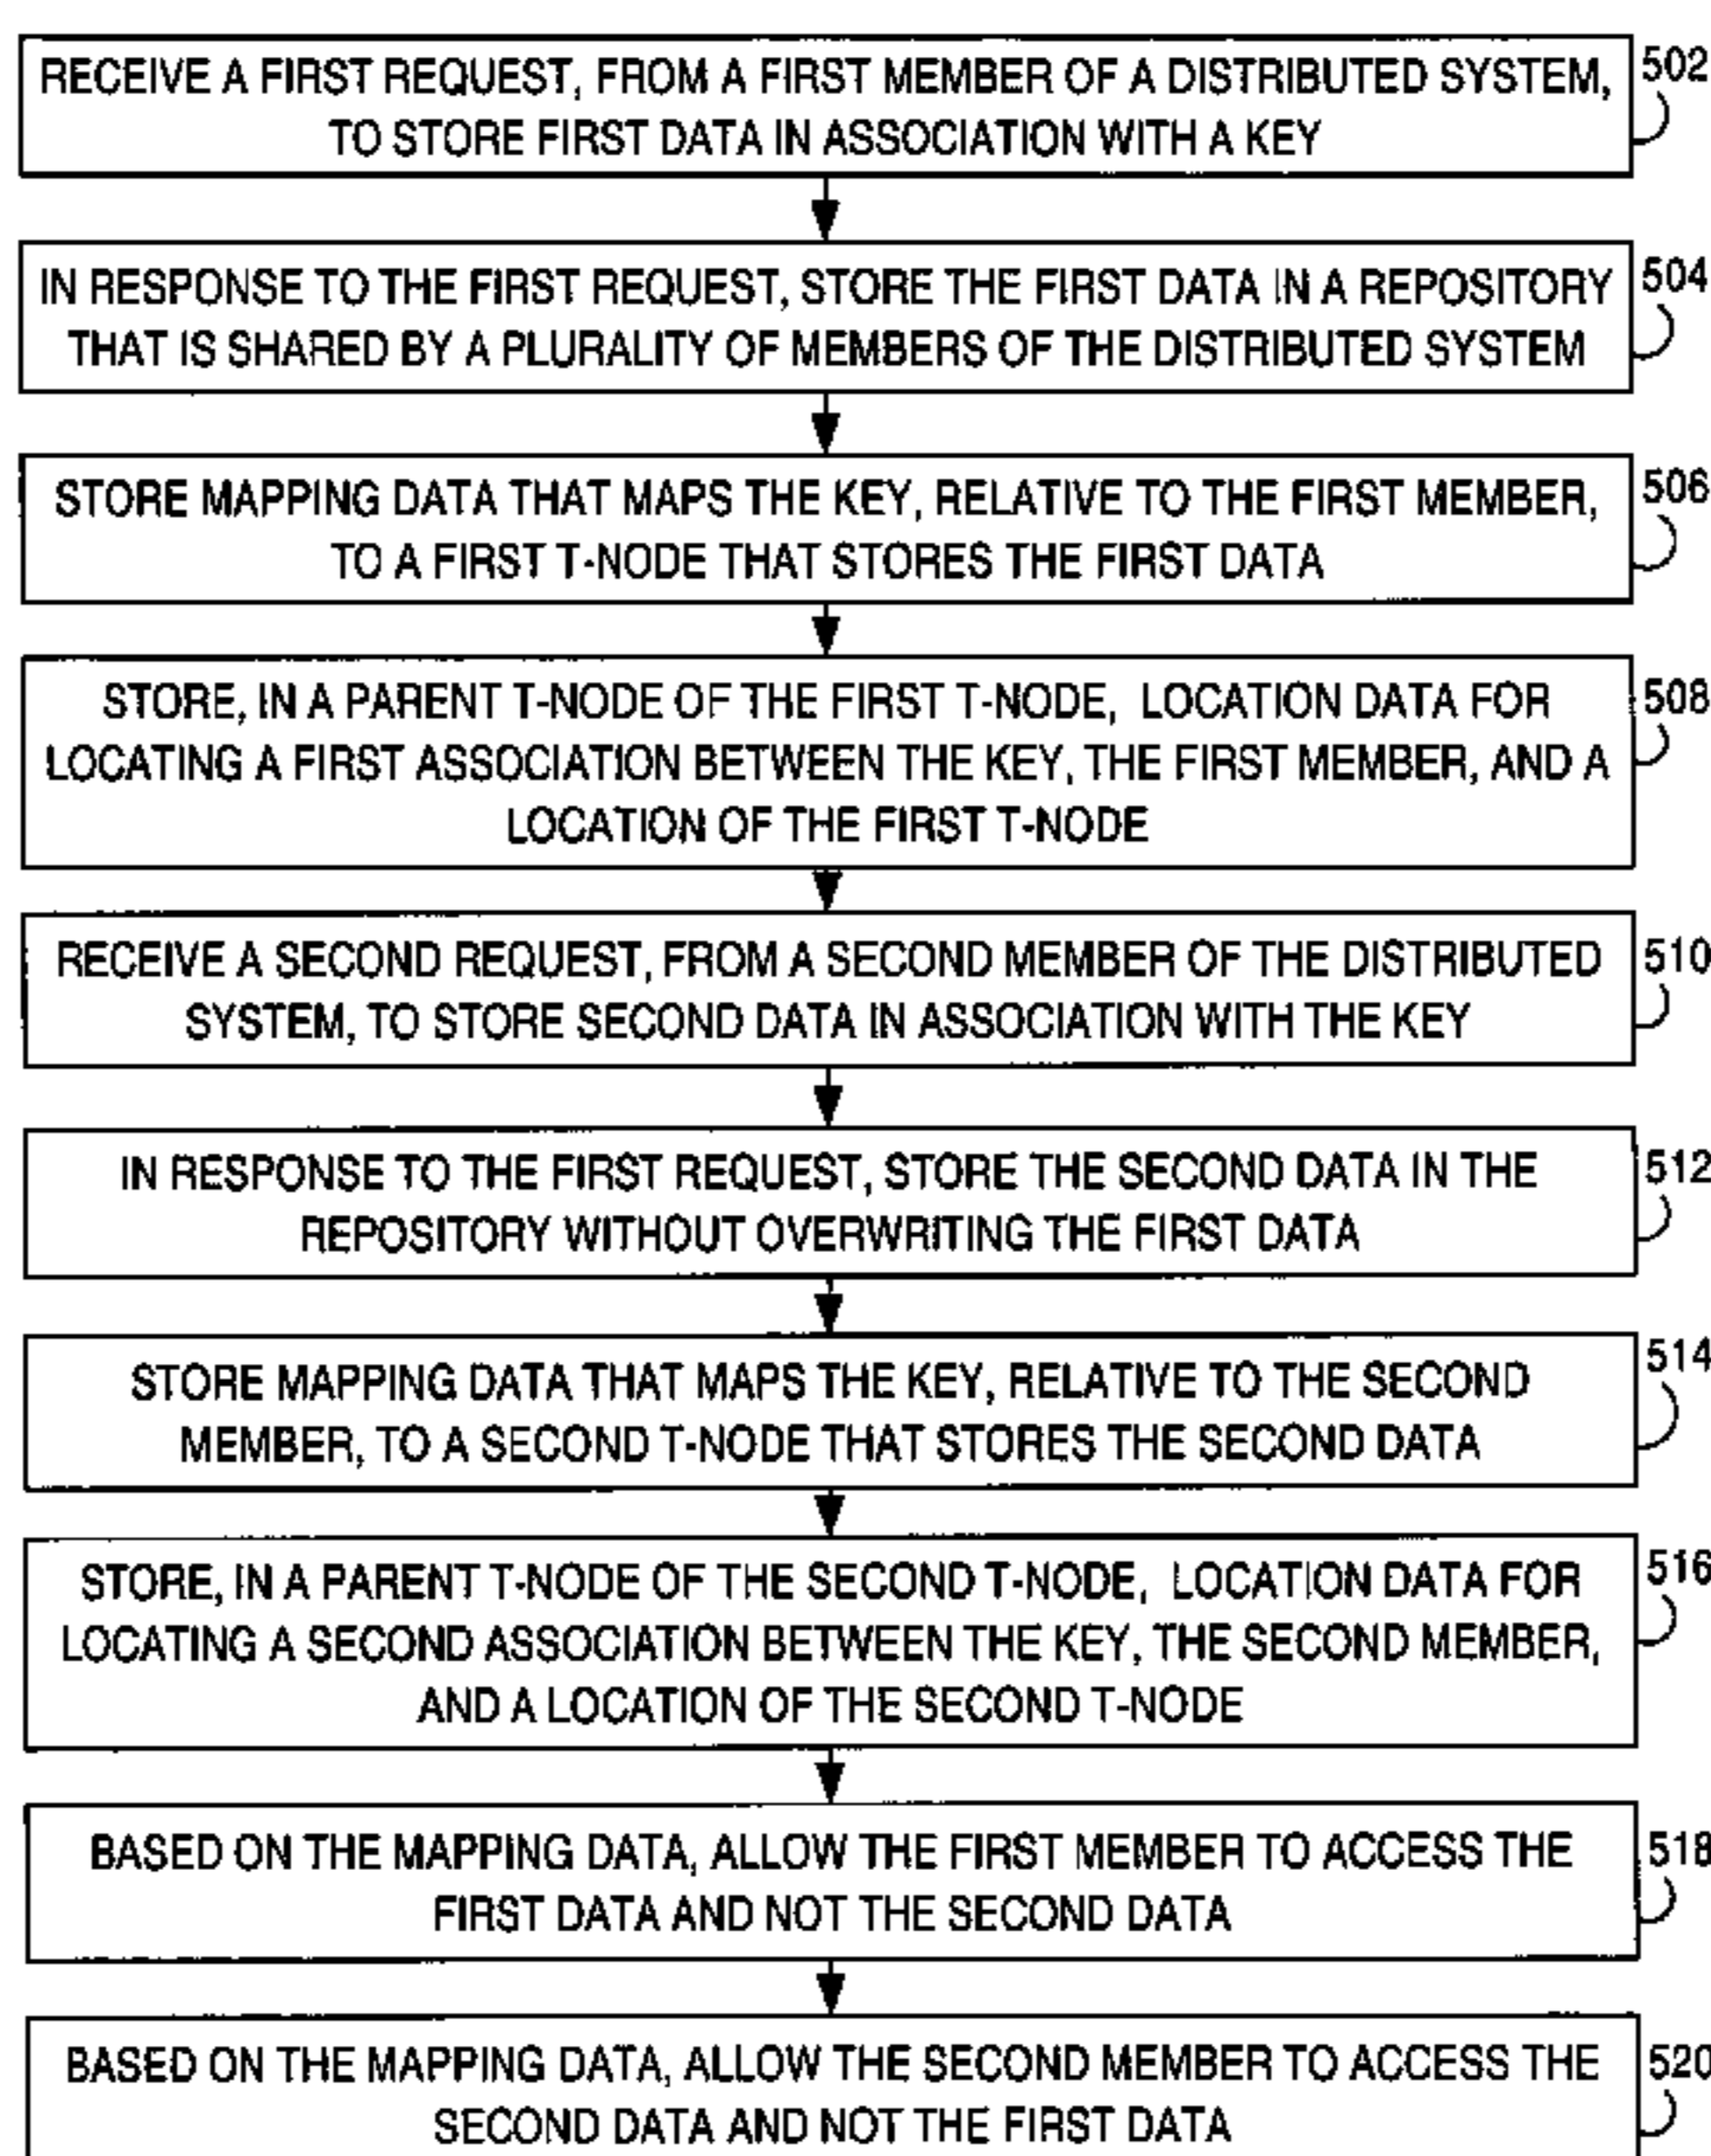 RECEIVE A FIRST REQUEST, FROM A FIRST MEMBER OF A DISTRIBUTED SYSTEM,
TO STORE FIRST DATA IN ASSOCIATION WITH A KEY
502
IN RESPONSE TO THE FIRST REQUEST, STORE THE FIRST DATA IN A REPOSITORY
THAT IS SHARED BY A PLURALITY OF MEMBERS OF THE DISTRIBUTED SYSTEM
504
STORE MAPPING DATA THAT MAPS THE KEY, RELATIVE TO THE FIRST MEMBER,
TO A FIRST T-NODE THAT STORES THE FIRST DATA
506
STORE, IN A PARENT T-NODE OF THE FIRST T-NODE, LOCATION DATA FOR
LOCATING A FIRST ASSOCIATION BETWEEN THE KEY, THE FIRST MEMBER, AND A
LOCATION OF THE FIRST T-NODE
508
RECEIVE A SECOND REQUEST, FROM A SECOND MEMBER OF THE DISTRIBUTED
SYSTEM, TO STORE SECOND DATA IN ASSOCIATION WITH THE KEY
510
IN RESPONSE TO THE FIRST REQUEST, STORE THE SECOND DATA IN THE
REPOSITORY WITHOUT OVERWRITING THE FIRST DATA
512
STORE MAPPING DATA THAT MAPS THE KEY, RELATIVE TO THE SECOND
MEMBER, TO A SECOND T-NODE THAT STORES THE SECOND DATA
514
STORE, IN A PARENT T-NODE OF THE SECOND T-NODE, LOCATION DATA FOR
LOCATING A SECOND ASSOCIATION BETWEEN THE KEY, THE SECOND MEMBER,
AND A LOCATION OF THE SECOND T-NODE
516
BASED ON THE MAPPING DATA, ALLOW THE FIRST MEMBER TO ACCESS THE
FIRST DATA AND NOT THE SECOND DATA
518
BASED ON THE MAPPING DATA, ALLOW THE SECOND MEMBER TO ACCESS THE
SECOND DATA AND NOT THE FIRST DATA
520